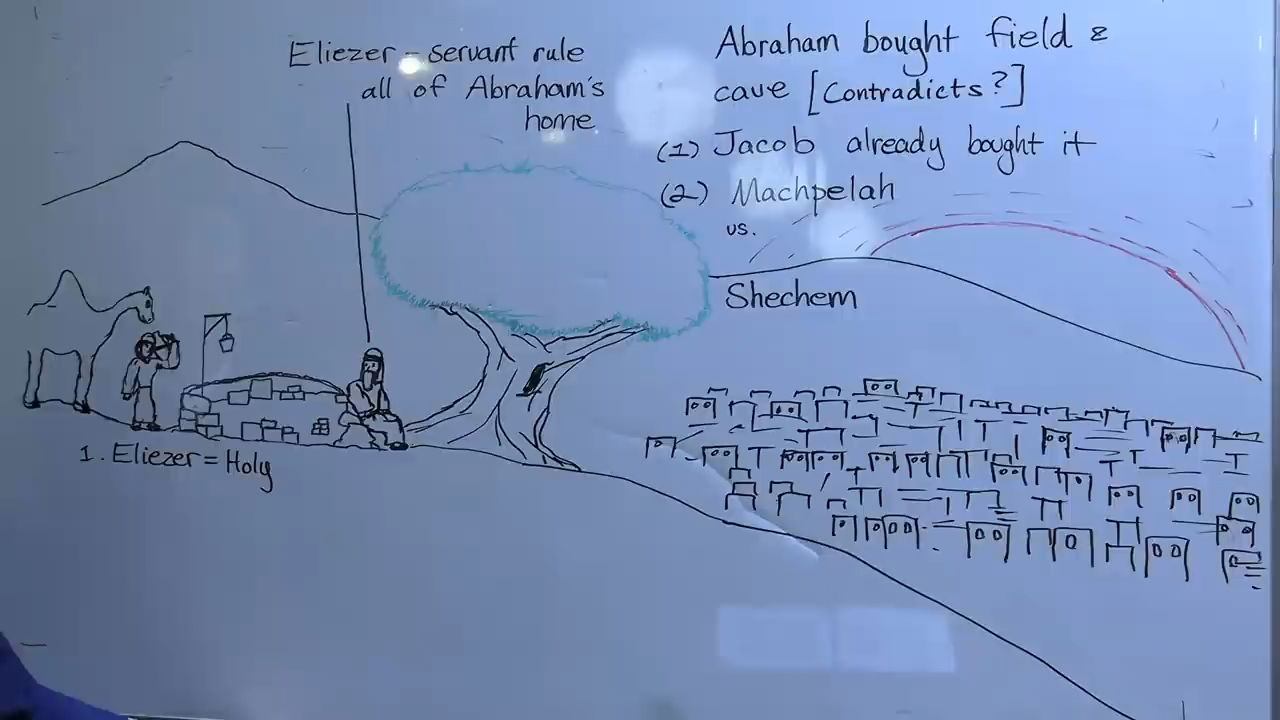 Eliezer - servant rule
all of Abraham's
home
Abraham bought field &
cave [Contradicts?]
(1) Jacob already bought it
(2) Machpelah
vs.
Shechem
1. Eliezer = Holy